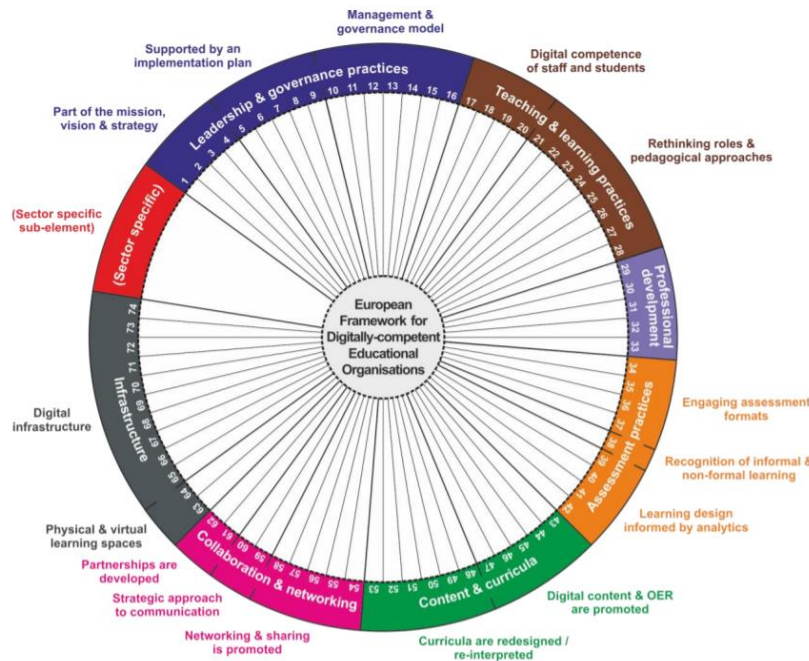 Management &
governance model
Supported by an
implementation plan
Part of the mission,
vision & strategy
(Sector specific
sub-element)
Digital
infrastructure
Physical & virtual
learning spaces
Partnerships are
developed
Strategic approach
to communication
Networking & sharing
is promoted
Curricula are redesigned /
re-interpreted
Digital content & OER
are promoted
Learning design
informed by analytics
Recognition of informal &
non-formal learning
Engaging assessment
formats
Rethinking roles &
pedagogical approaches
Digital competence
of staff and students
Leadership & governance practices
1 2 3 4 5 6 7 8 9 10 11 12 13 14 15 16
Teaching & learning practices
17 18 19 20 21 22 23 24 25 26 27 28
Professional
develpment
29 30 31 32 33
Assessment practices
34 35 36 37 38 39 40 41 42
Content & curricula
43 44 45 46 47 48 49 50 51 52 53
Collaboration & networking
54 55 56 57 58 59 60 61 62
Infrastructure
63 64 65 66 67 68 69 70 71 72 73 74
(Sector specific)
European
Framework for
Digitally-competent
Educational
Organisations